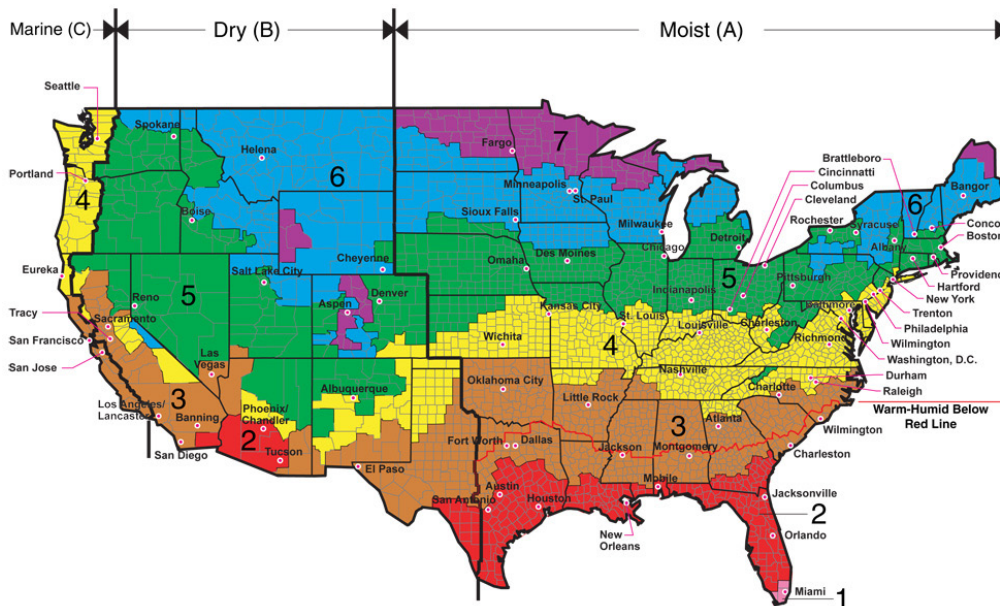 Marine (C)
Dry (B)
Moist (A)
Seattle
Spokane
Helena
Fargo
7
Portland
4
6
Minneapolis
St. Paul
Brattleboro
Cincinnatti
Columbus
Cleveland
Bangor
Boise
Sioux Falls
Milwaukee
Rochester
Syracuse
6
Conco
Boston
Detroit
Albany
Eureka
Salt Lake City
Cheyenne
Omaha
Des Moines
Chicago
5
Pittsburgh
Providenc
Hartford
New York
Reno
5
Aspen
Denver
Indianapolis
Trenton
Tracy
Sacramento
Kansas City
St. Louis
Baltimore
Philadelphia
San Francisco
Wichita
4
Louisville
Charleston
Richmond
Wilmington
San Jose
Las
Vegas
Washington, D.C.
Albuquerque
Nashville
Durham
Oklahoma City
Charlotte
Raleigh
3
Los Angeles/
Lancaster
Banning
Phoenix/
Chandler
2
Little Rock
3
Atlanta
Warm-Humid Below
Red Line
Wilmington
San Diego
Tucson
El Paso
Fort Worth
Dallas
Jackson
Montgomery
Charleston
Austin
Mobile
San Antonio
Houston
Jacksonville
2
New
Orleans
Orlando
Miami
1